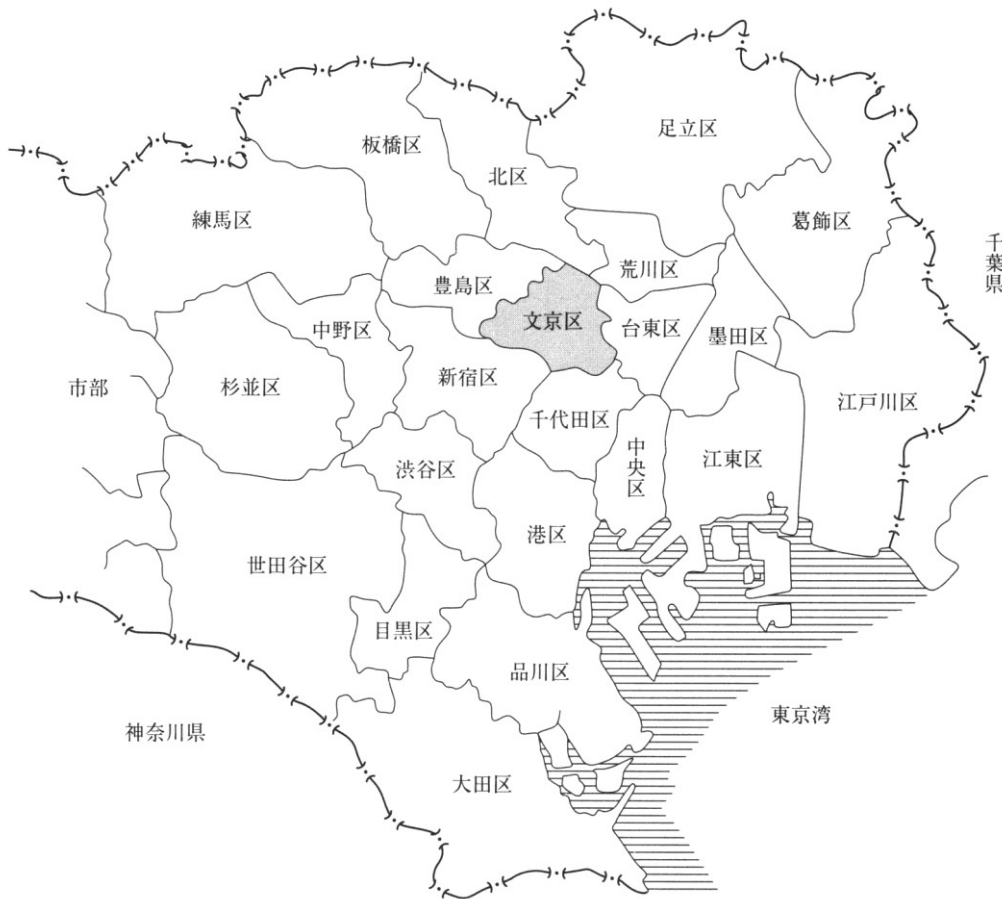 足立区
板橋区
北区
練馬区
葛飾区
千葉県
荒川区
豊島区
文京区
台東区
中野区
墨田区
新宿区
市部
杉並区
江戸川区
千代田区
中央区
江東区
渋谷区
港区
世田谷区
目黒区
品川区
東京湾
神奈川県
大田区